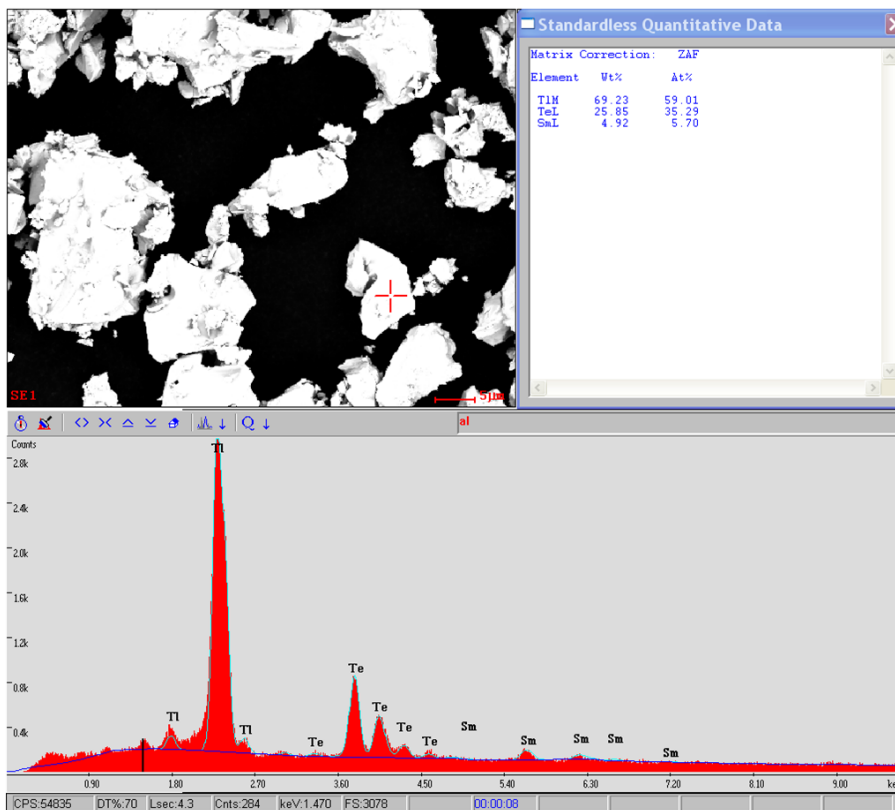 Standardless Quantitative Data
Matrix Correction: ZAF
Element Wt% At%
TlM 69.23 59.01
TeL 25.85 35.29
SmL 4.92 5.70
SE1
5µm
Q
al
Counts
2.8k
2.4k
2.0k
1.6k
1.2k
0.8k
0.4k
Tl
Tl
Tl
Te
Te
Te
Te
Te
Sm
Sm
Sm
Sm
Sm
0.90 1.80 2.70 3.60 4.50 5.40 6.30 7.20 8.10 9.00 ke
CPS:54835 DT%:70 Lsec:4.3 Cnts:284 keV:1.470 FS:3078 00:00:08